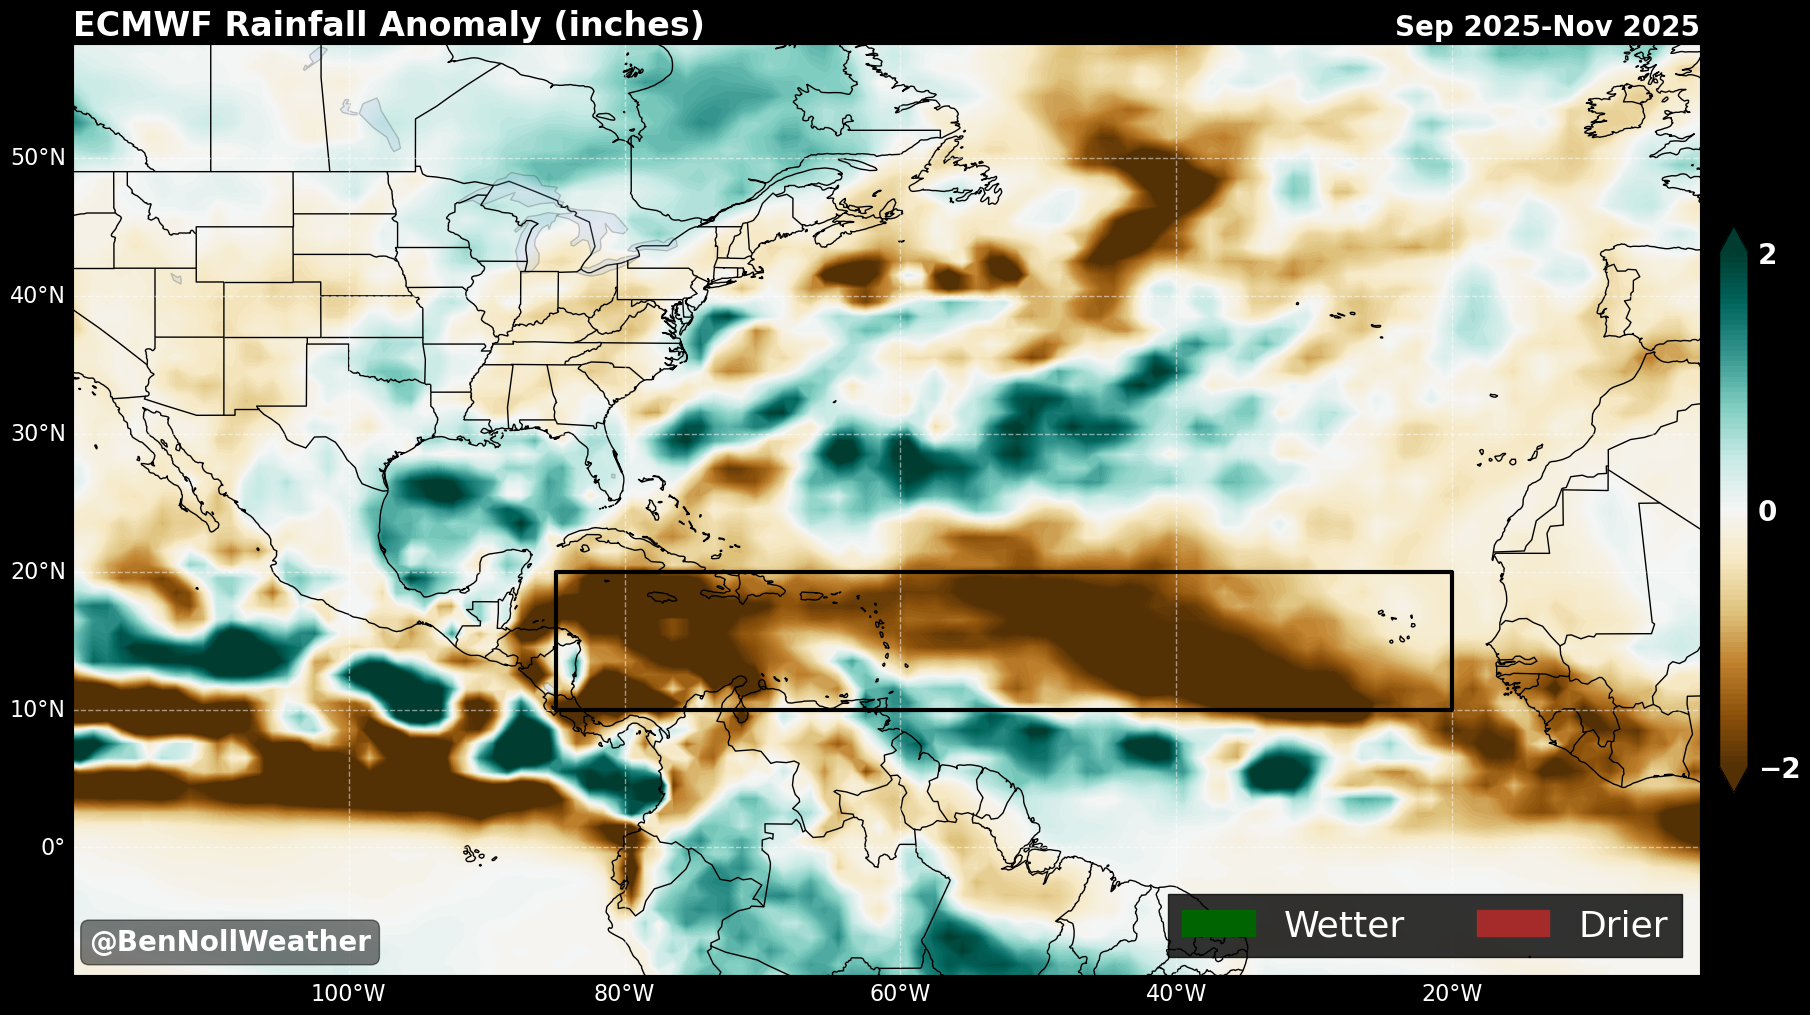 ECMWF Rainfall Anomaly (inches)
Sep 2025-Nov 2025
50°N
40°N
30°N
20°N
10°N
0°
2
0
−2
@BenNollWeather
Wetter
Drier
100°W
80°W
60°W
40°W
20°W